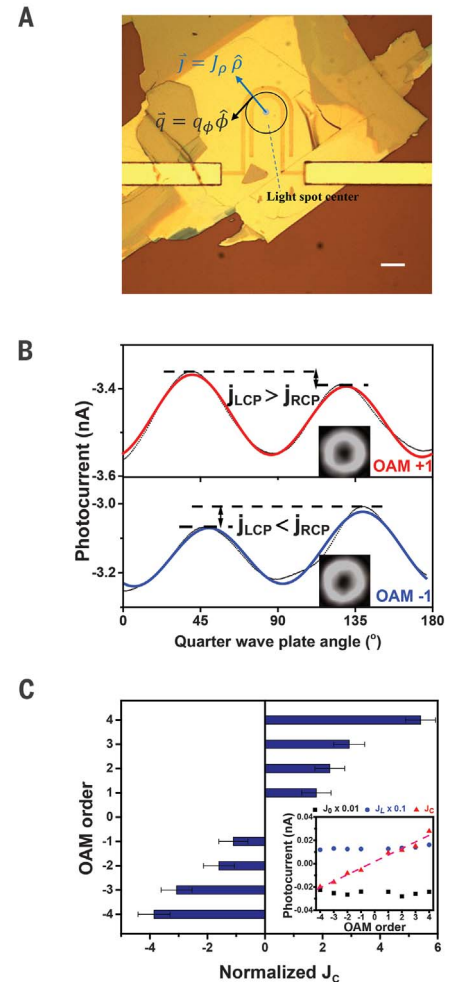 A
j⃗ = J_ρ ρ̂
q⃗ = q_ϕ ϕ̂
Light spot center
B
Photocurrent (nA)
-3.4
-3.6
j_LCP > j_RCP
OAM +1
-3.0
-3.2
j_LCP < j_RCP
OAM -1
0 45 90 135 180
Quarter wave plate angle (°)
C
OAM order
4
3
2
1
0
-1
-2
-3
-4
-4 -2 0 2 4 6
Normalized J_C
J_0 x 0.01 J_L x 0.1 J_C
Photocurrent (nA)
0.04
0.02
0.00
-0.02
-0.04
-4 -3 -2 -1 0 1 2 3 4
OAM order